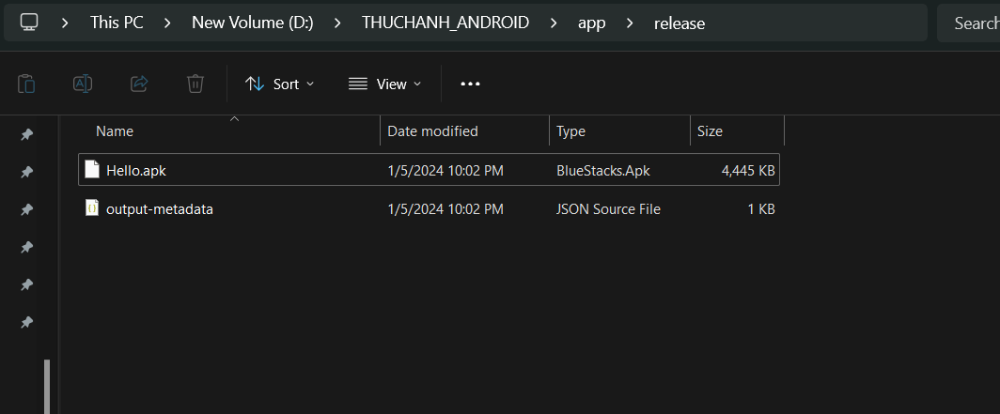 This PC > New Volume (D:) > THUCHANH_ANDROID > app > release
Search
Sort
View
Name Date modified Type Size
Hello.apk 1/5/2024 10:02 PM BlueStacks.Apk 4,445 KB
output-metadata 1/5/2024 10:02 PM JSON Source File 1 KB